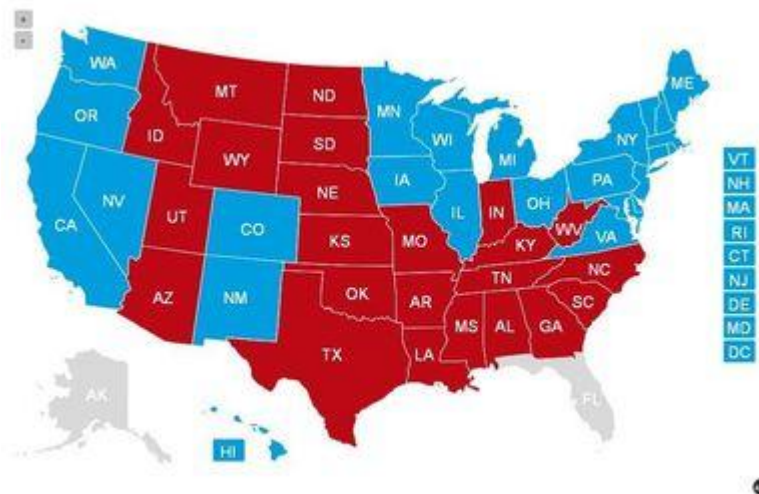 +
-
WA
MT
ND
MN
ME
OR
ID
SD
WI
NY
WY
MI
NV
NE
IA
PA
CA
UT
CO
IL
IN
OH
KS
MO
WV
VA
KY
AZ
NM
OK
AR
TN
NC
SC
MS
AL
GA
TX
LA
AK
FL
HI
VT
NH
MA
RI
CT
NJ
DE
MD
DC